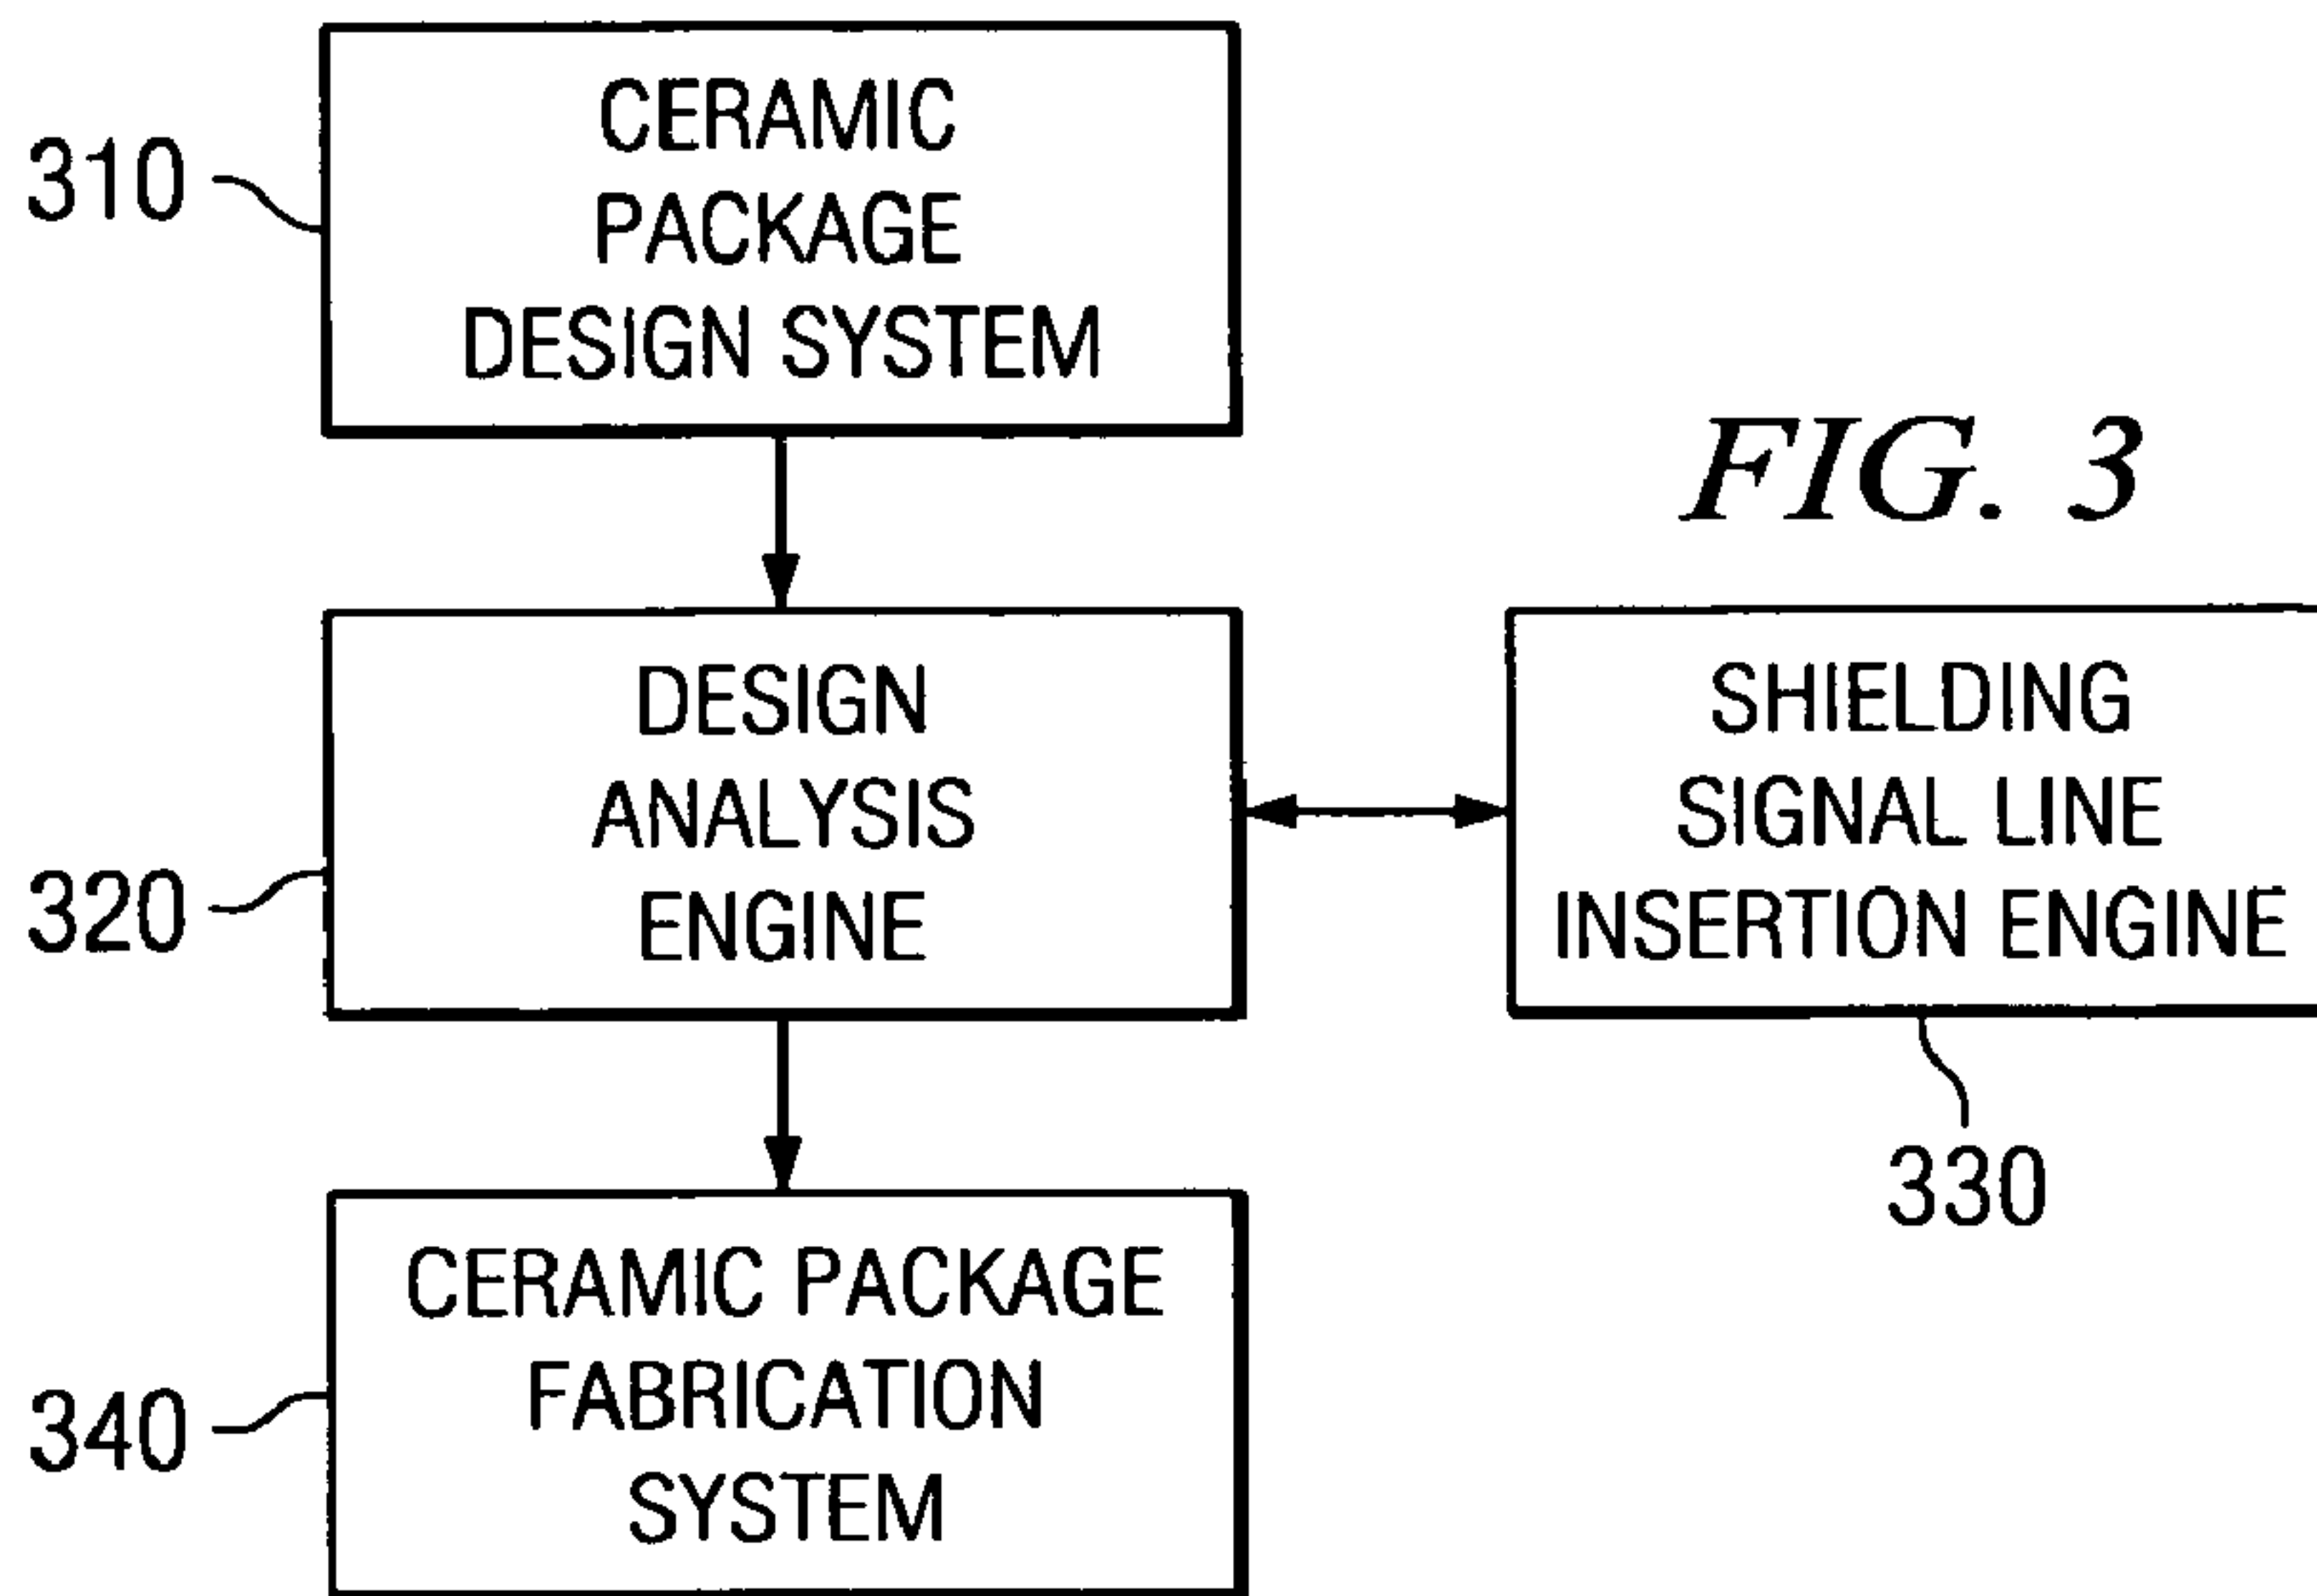 310
CERAMIC
PACKAGE
DESIGN SYSTEM
FIG. 3
320
DESIGN
ANALYSIS
ENGINE
SHIELDING
SIGNAL LINE
INSERTION ENGINE
330
340
CERAMIC PACKAGE
FABRICATION
SYSTEM